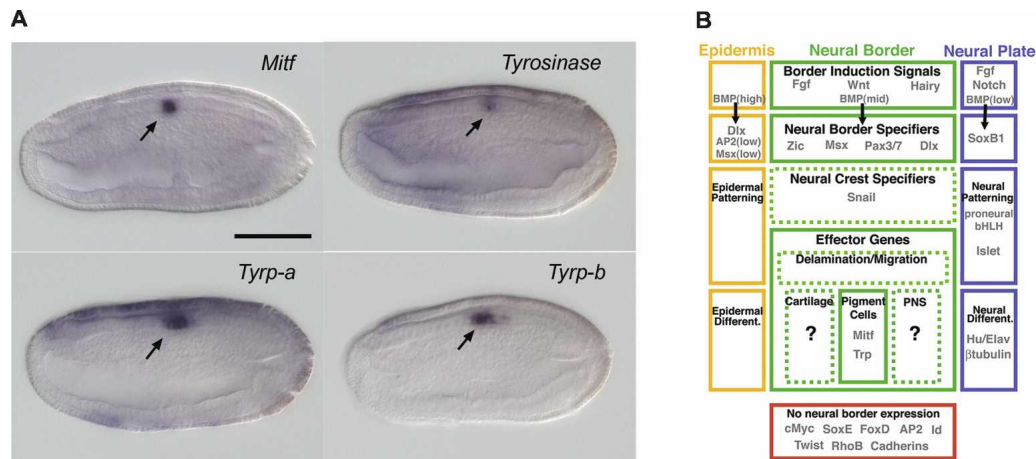 A
Mitf
Tyrosinase
Tyrp-a
Tyrp-b
B
Epidermis
Neural Border
Neural Plate
BMP(high)
Border Induction Signals
Fgf Wnt Hairy
BMP(mid)
Fgf
Notch
BMP(low)
Dlx
AP2(low)
Msx(low)
Neural Border Specifiers
Zic Msx Pax3/7 Dlx
SoxB1
Epidermal
Patterning
Neural Crest Specifiers
Snail
Neural
Patterning
proneural
bHLH
Islet
Effector Genes
Delamination/Migration
Epidermal
Different.
Cartilage
?
Pigment
Cells
Mitf
Trp
PNS
?
Neural
Different.
Hu/Elav
βtubulin
No neural border expression
cMyc SoxE FoxD AP2 Id
Twist RhoB Cadherins